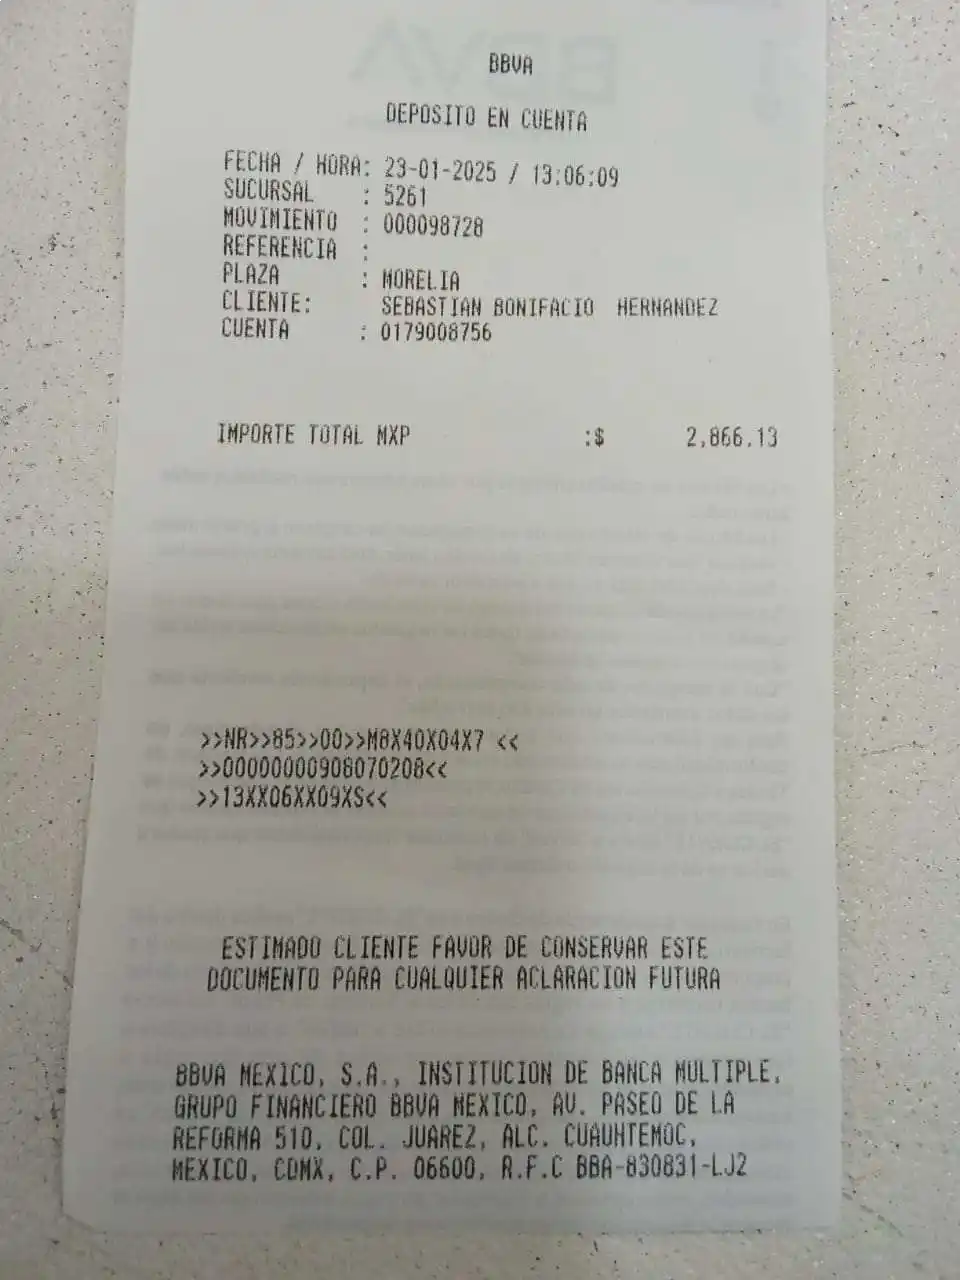 BBVA
DEPOSITO EN CUENTA
FECHA / HORA: 23-01-2025 / 13:06:09
SUCURSAL : 5261
MOVIMIENTO : 000098728
REFERENCIA :
PLAZA : MORELIA
CLIENTE: SEBASTIAN BONIFACIO HERNANDEZ
CUENTA : 0179008756
IMPORTE TOTAL MXP :$ 2,866.13
>>NR>>85>>00>>M8X40X04X7 <<
>>00000000908070208<<
>>13XX06XX09XS<<
ESTIMADO CLIENTE FAVOR DE CONSERVAR ESTE
DOCUMENTO PARA CUALQUIER ACLARACION FUTURA
BBVA MEXICO, S.A., INSTITUCION DE BANCA MULTIPLE,
GRUPO FINANCIERO BBVA MEXICO, AV. PASEO DE LA
REFORMA 510, COL. JUAREZ, ALC. CUAUHTEMOC,
MEXICO, CDMX, C.P. 06600, R.F.C BBA-830831-LJ2